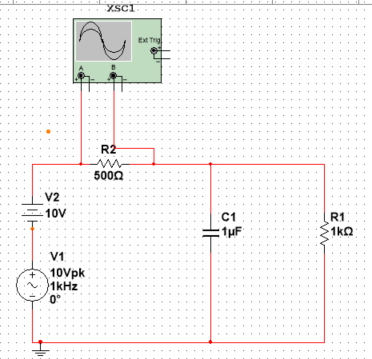 XSC1
Ext Trig
+
_
A
B
+
_
+
_
R2
500Ω
V2
10V
C1
1µF
R1
1kΩ
V1
10Vpk
1kHz
0°